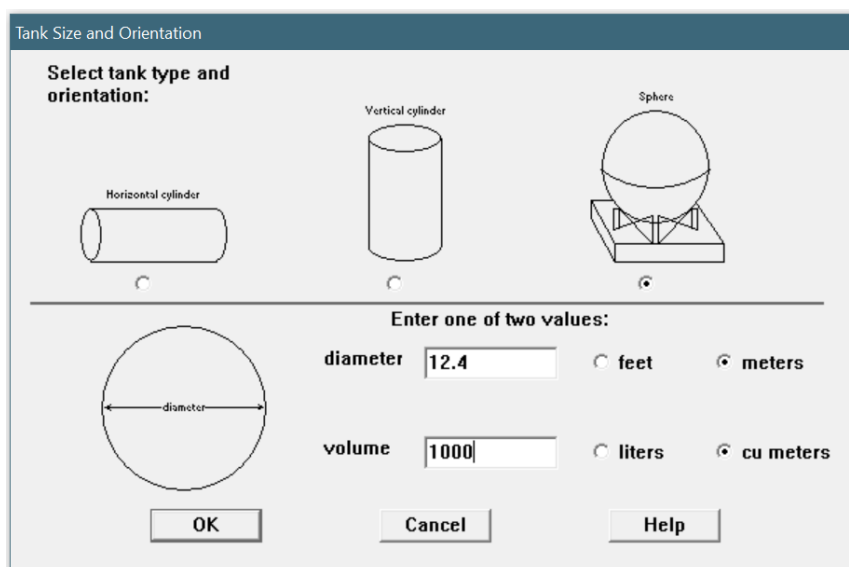 Tank Size and Orientation
Select tank type and
orientation:
Horizontal cylinder
Vertical cylinder
Sphere
Enter one of two values:
diameter 12.4 feet meters
diameter
volume 1000 liters cu meters
OK Cancel Help